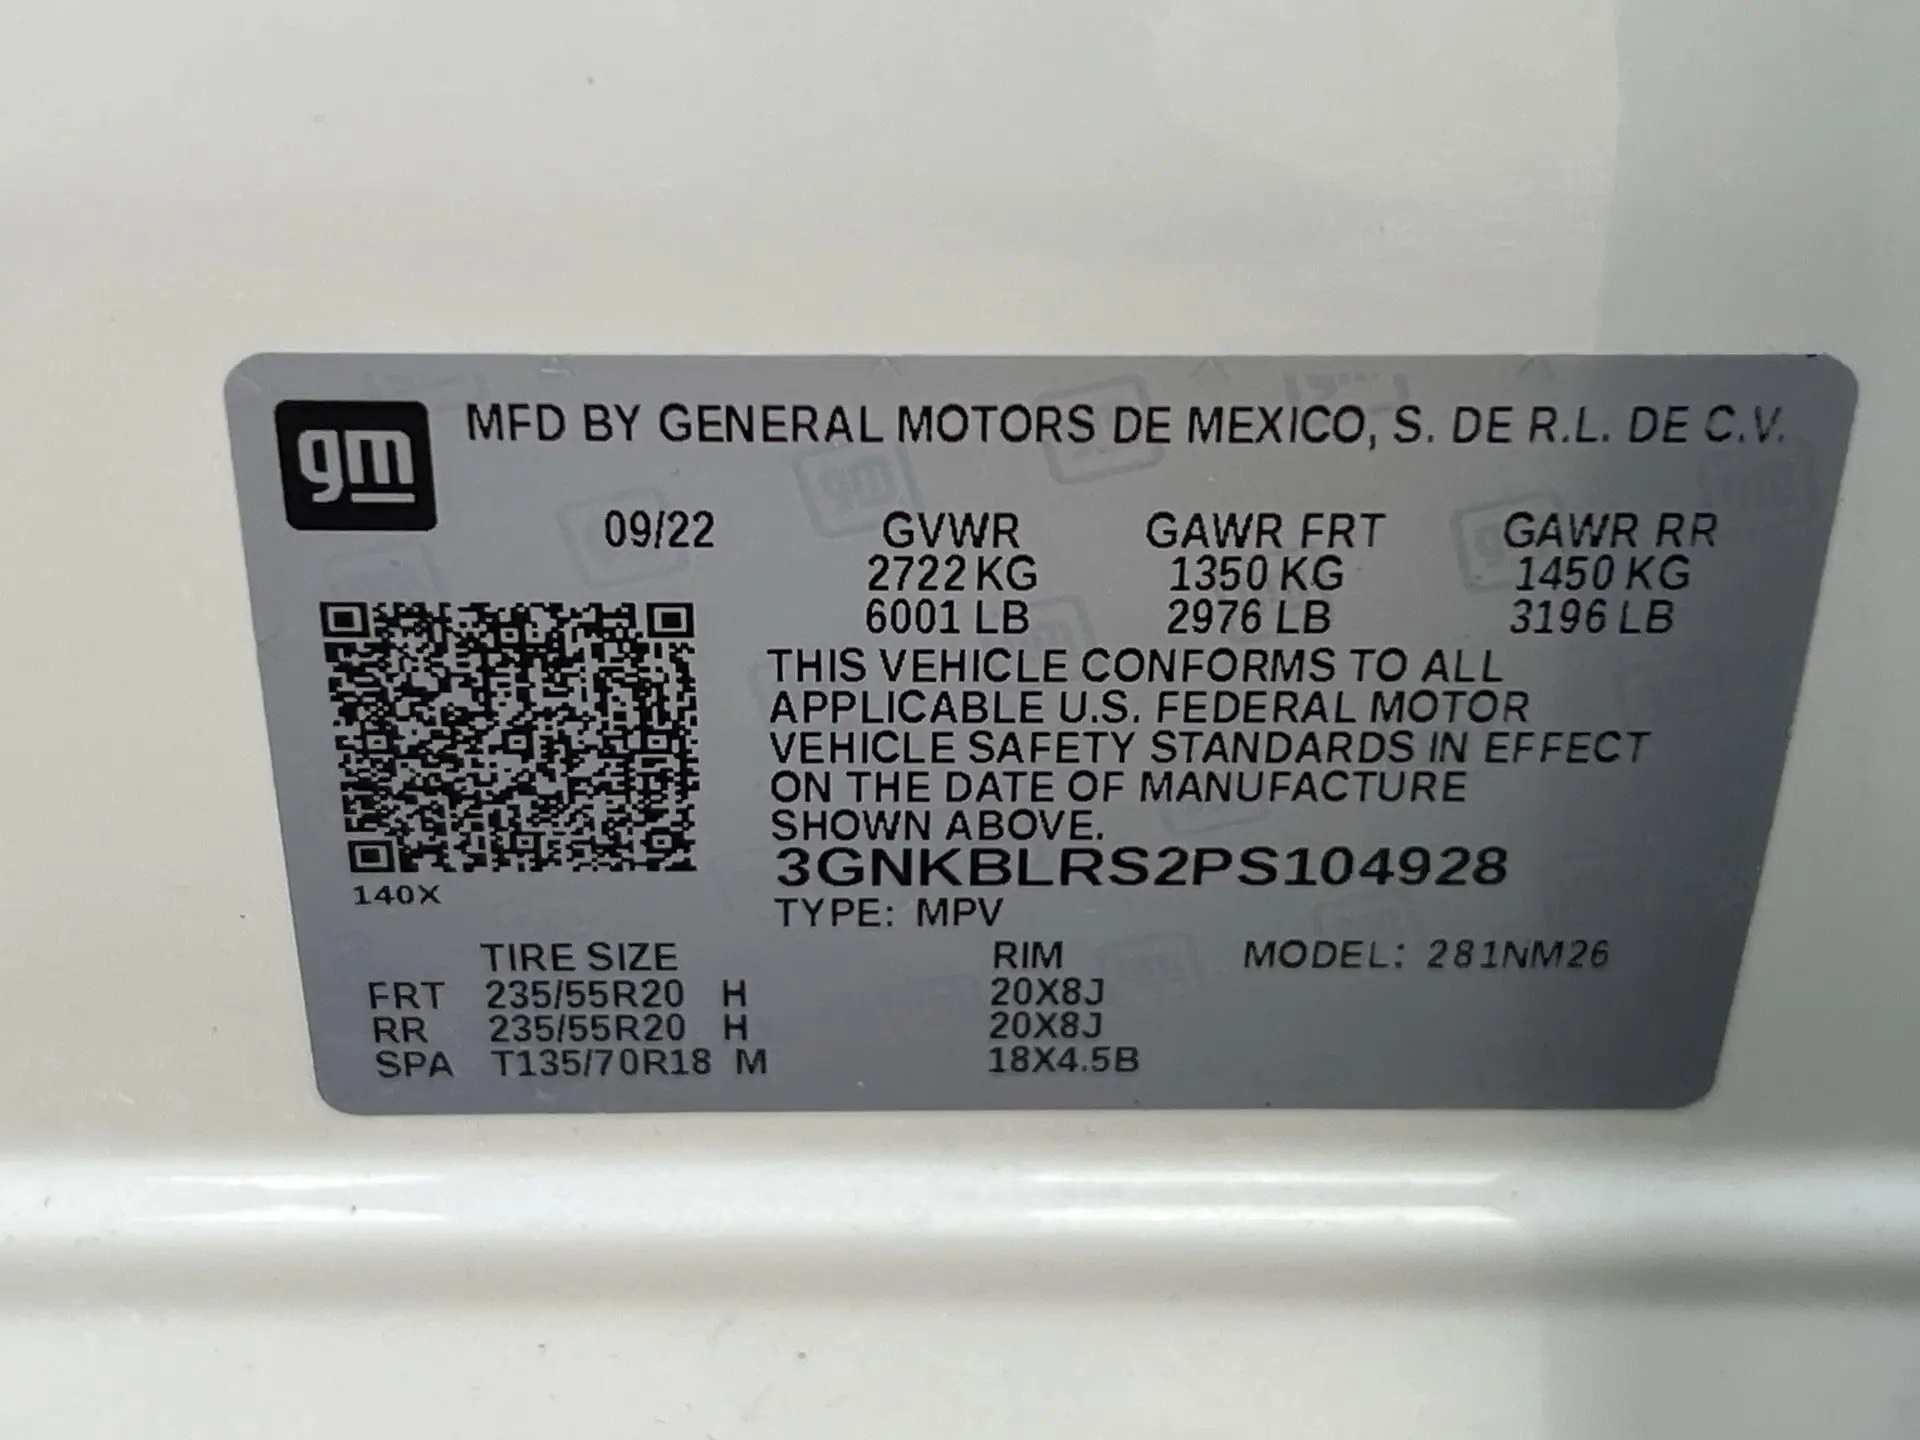 gm
MFD BY GENERAL MOTORS DE MEXICO, S. DE R.L. DE C.V.
09/22 GVWR GAWR FRT GAWR RR
2722 KG 1350 KG 1450 KG
6001 LB 2976 LB 3196 LB
THIS VEHICLE CONFORMS TO ALL
APPLICABLE U.S. FEDERAL MOTOR
VEHICLE SAFETY STANDARDS IN EFFECT
ON THE DATE OF MANUFACTURE
SHOWN ABOVE.
3GNKBLRS2PS104928
140X
TYPE: MPV
TIRE SIZE RIM MODEL: 281NM26
FRT 235/55R20 H 20X8J
RR 235/55R20 H 20X8J
SPA T135/70R18 M 18X4.5B